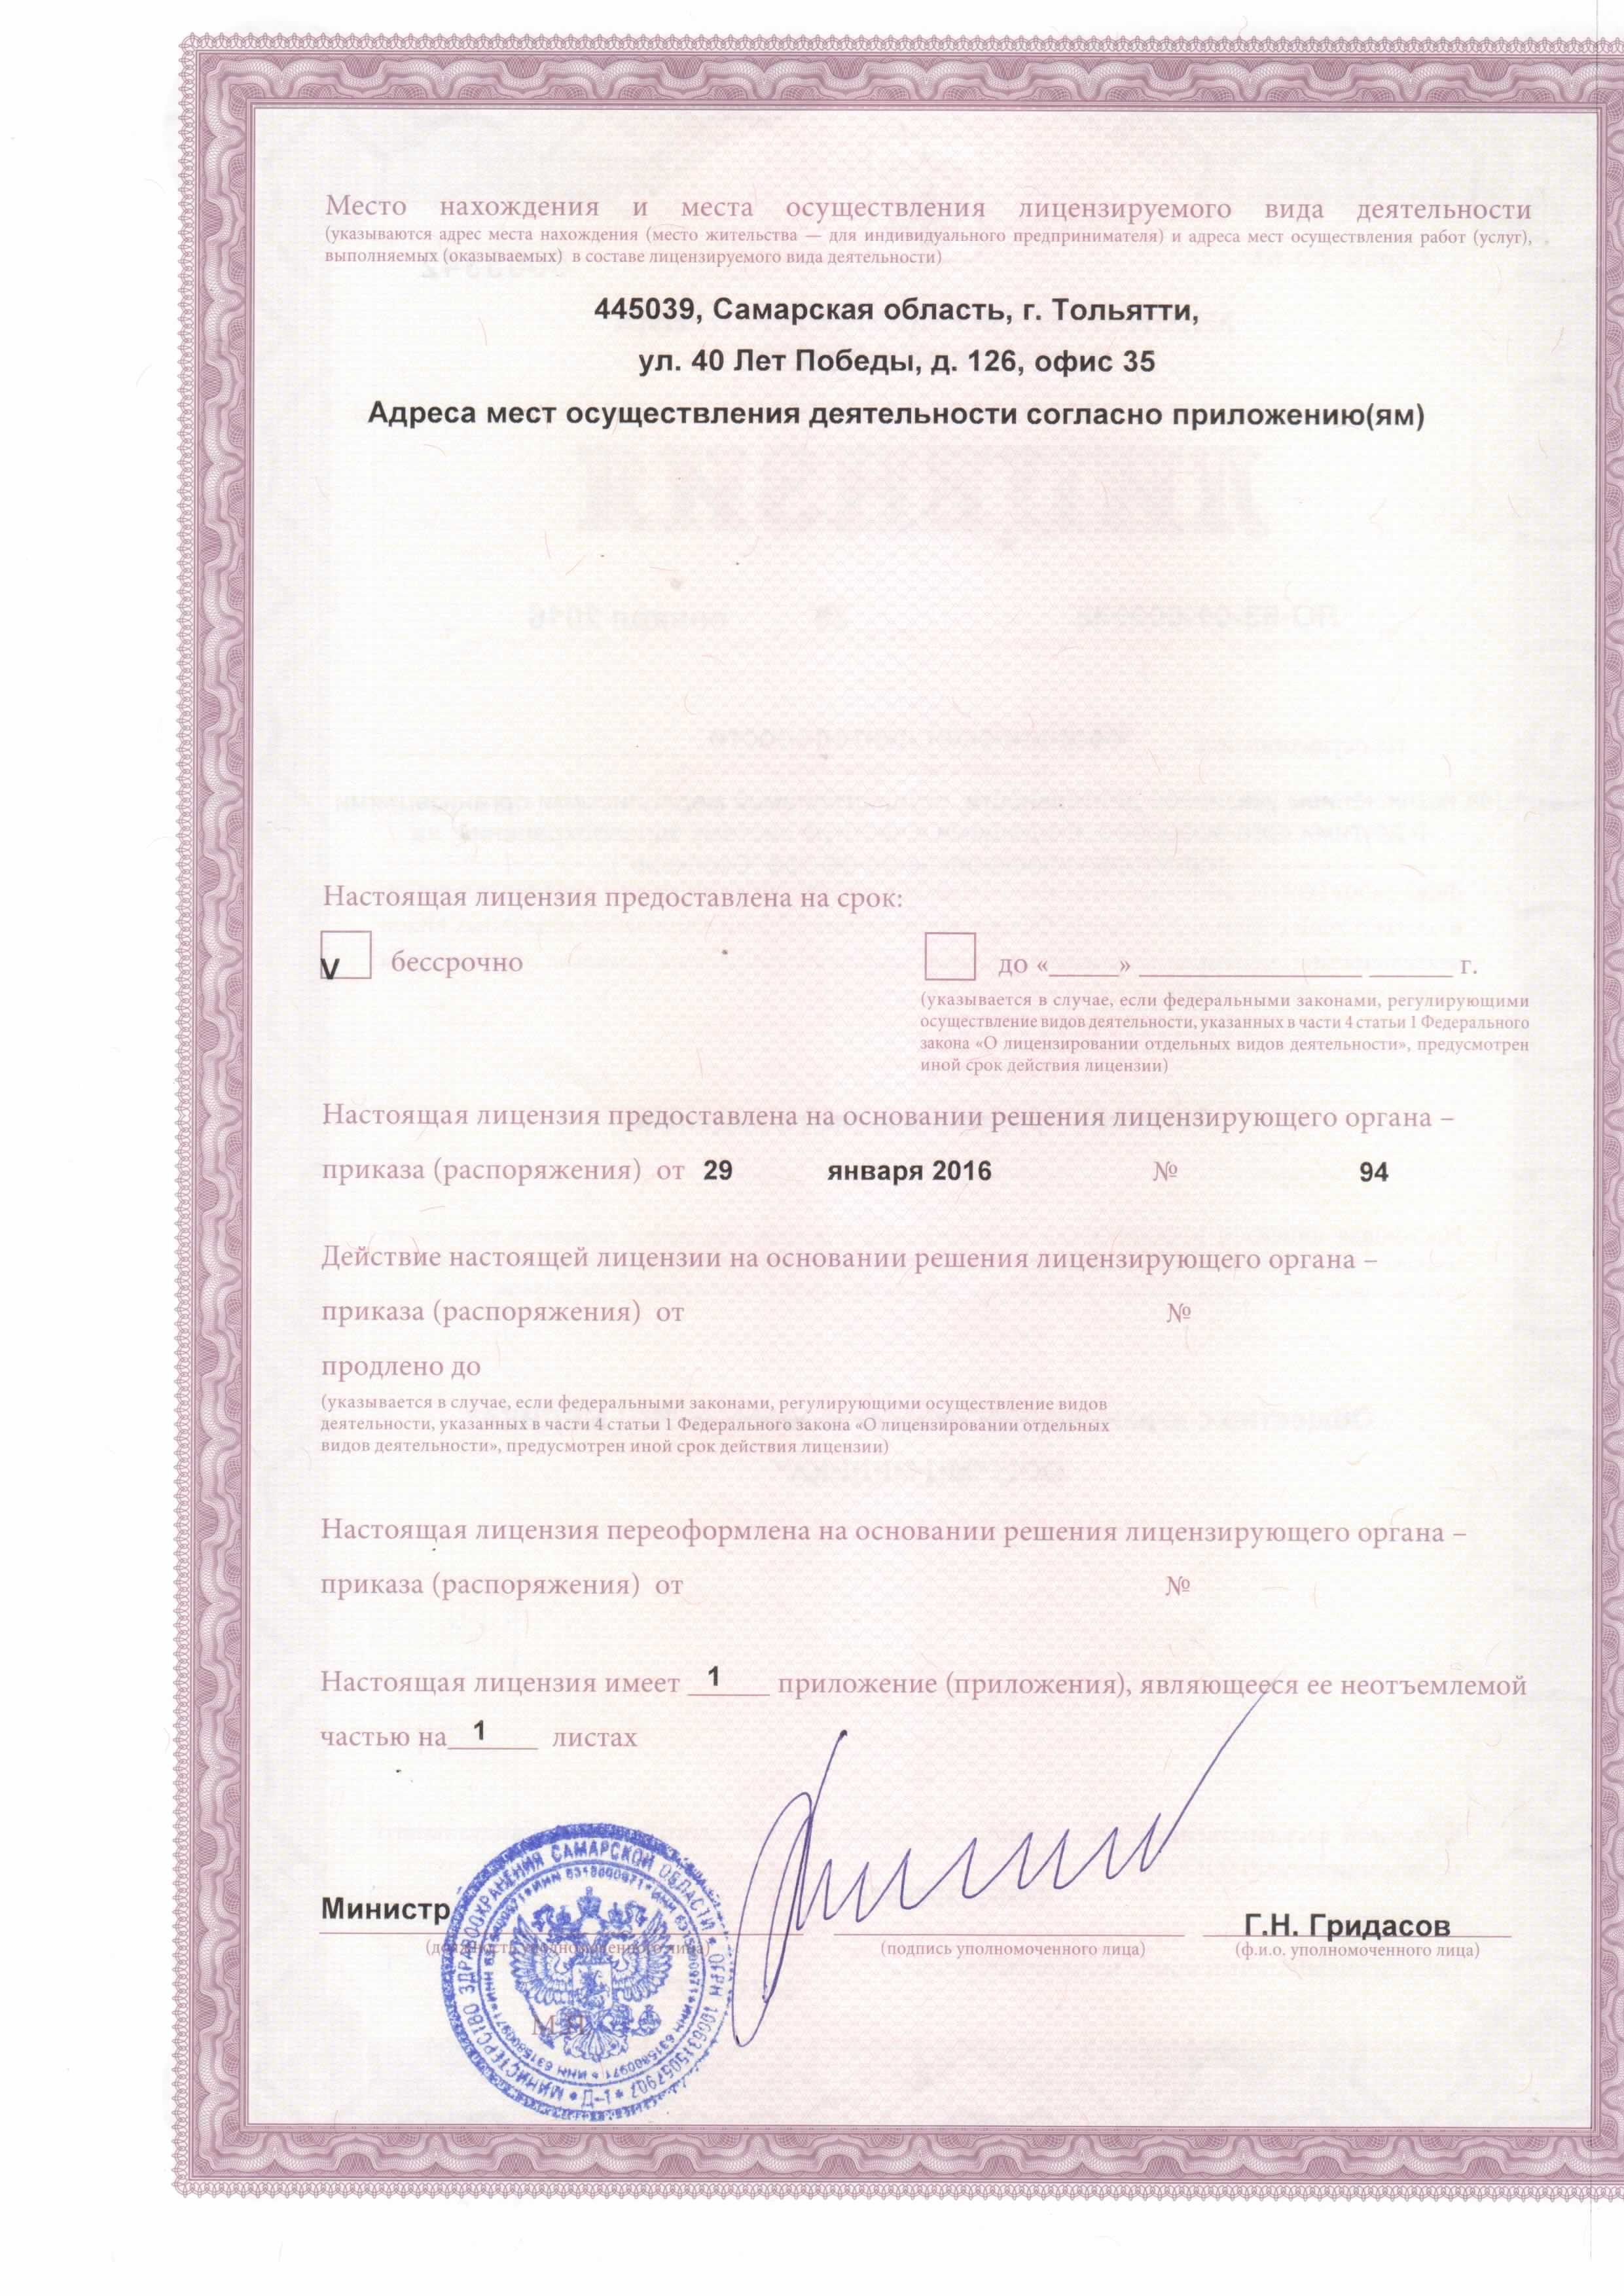 Место нахождения и места осуществления лицензируемого вида деятельности
(указываются адрес места нахождения (место жительства — для индивидуального предпринимателя) и адреса мест осуществления работ (услуг),
выполняемых (оказываемых) в составе лицензируемого вида деятельности)
445039, Самарская область, г. Тольятти,
ул. 40 Лет Победы, д. 126, офис 35
Адреса мест осуществления деятельности согласно приложению(ям)
Настоящая лицензия предоставлена на срок:
V бессрочно
до «_____» ________________ ______ г.
(указывается в случае, если федеральными законами, регулирующими
осуществление видов деятельности, указанных в части 4 статьи 1 Федерального
закона «О лицензировании отдельных видов деятельности», предусмотрен
иной срок действия лицензии)
Настоящая лицензия предоставлена на основании решения лицензирующего органа –
приказа (распоряжения) от 29 января 2016 № 94
Действие настоящей лицензии на основании решения лицензирующего органа –
приказа (распоряжения) от №
продлено до
(указывается в случае, если федеральными законами, регулирующими осуществление видов
деятельности, указанных в части 4 статьи 1 Федерального закона «О лицензировании отдельных
видов деятельности», предусмотрен иной срок действия лицензии)
Настоящая лицензия переоформлена на основании решения лицензирующего органа –
приказа (распоряжения) от №
Настоящая лицензия имеет 1 приложение (приложения), являющееся ее неотъемлемой
частью на 1 листах
Министр
Г.Н. Гридасов
(должность уполномоченного лица)
(подпись уполномоченного лица)
(ф.и.о. уполномоченного лица)
М.П.
МИНИСТЕРСТВО ЗДРАВООХРАНЕНИЯ САМАРСКОЙ ОБЛАСТИ * ОГРН 1006315057907 * Д-1 *
ИНН 6315800971 * ИНН 6315800971 * ИНН 6315800971